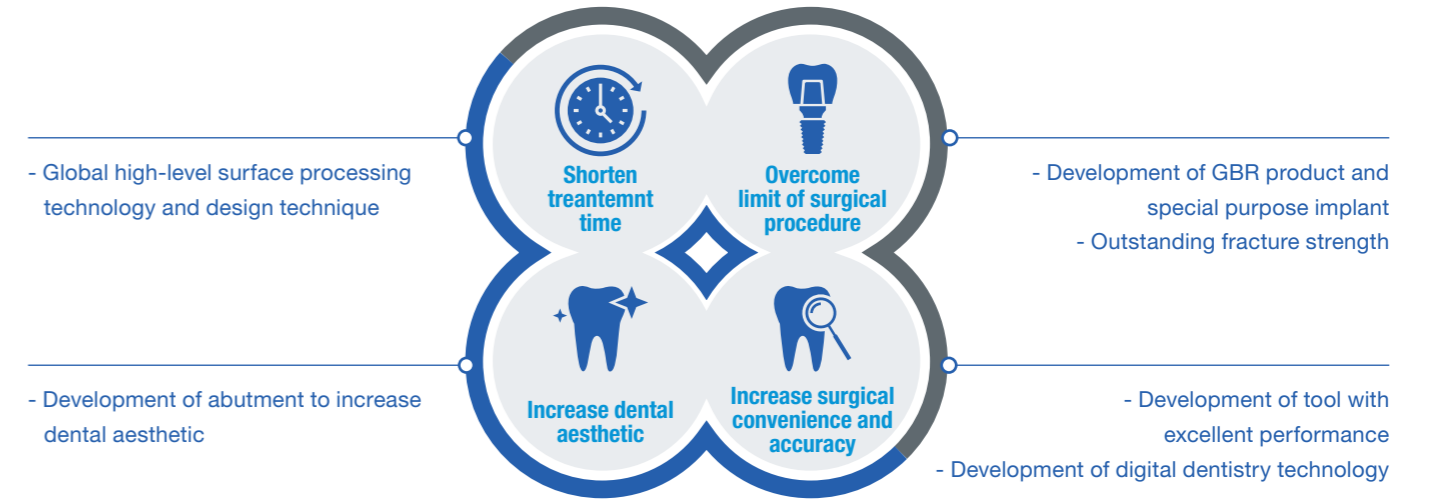 - Global high-level surface processing
technology and design technique
Shorten
treantemnt
time
Overcome
limit of surgical
procedure
- Development of GBR product and
special purpose implant
- Outstanding fracture strength
- Development of abutment to increase
dental aesthetic
Increase dental
aesthetic
Increase surgical
convenience and
accuracy
- Development of tool with
excellent performance
- Development of digital dentistry technology